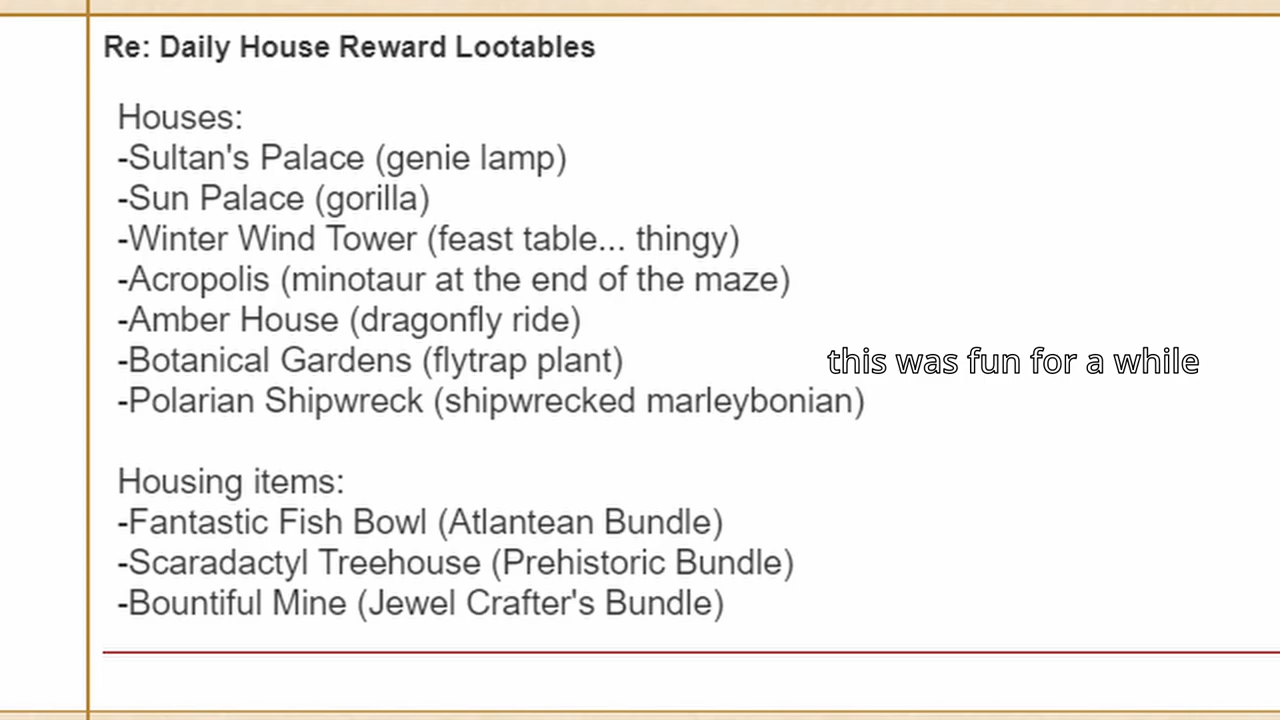 Re: Daily House Reward Lootables
Houses:
-Sultan's Palace (genie lamp)
-Sun Palace (gorilla)
-Winter Wind Tower (feast table... thingy)
-Acropolis (minotaur at the end of the maze)
-Amber House (dragonfly ride)
-Botanical Gardens (flytrap plant)
this was fun for a while
-Polarian Shipwreck (shipwrecked marleybonian)
Housing items:
-Fantastic Fish Bowl (Atlantean Bundle)
-Scaradactyl Treehouse (Prehistoric Bundle)
-Bountiful Mine (Jewel Crafter's Bundle)